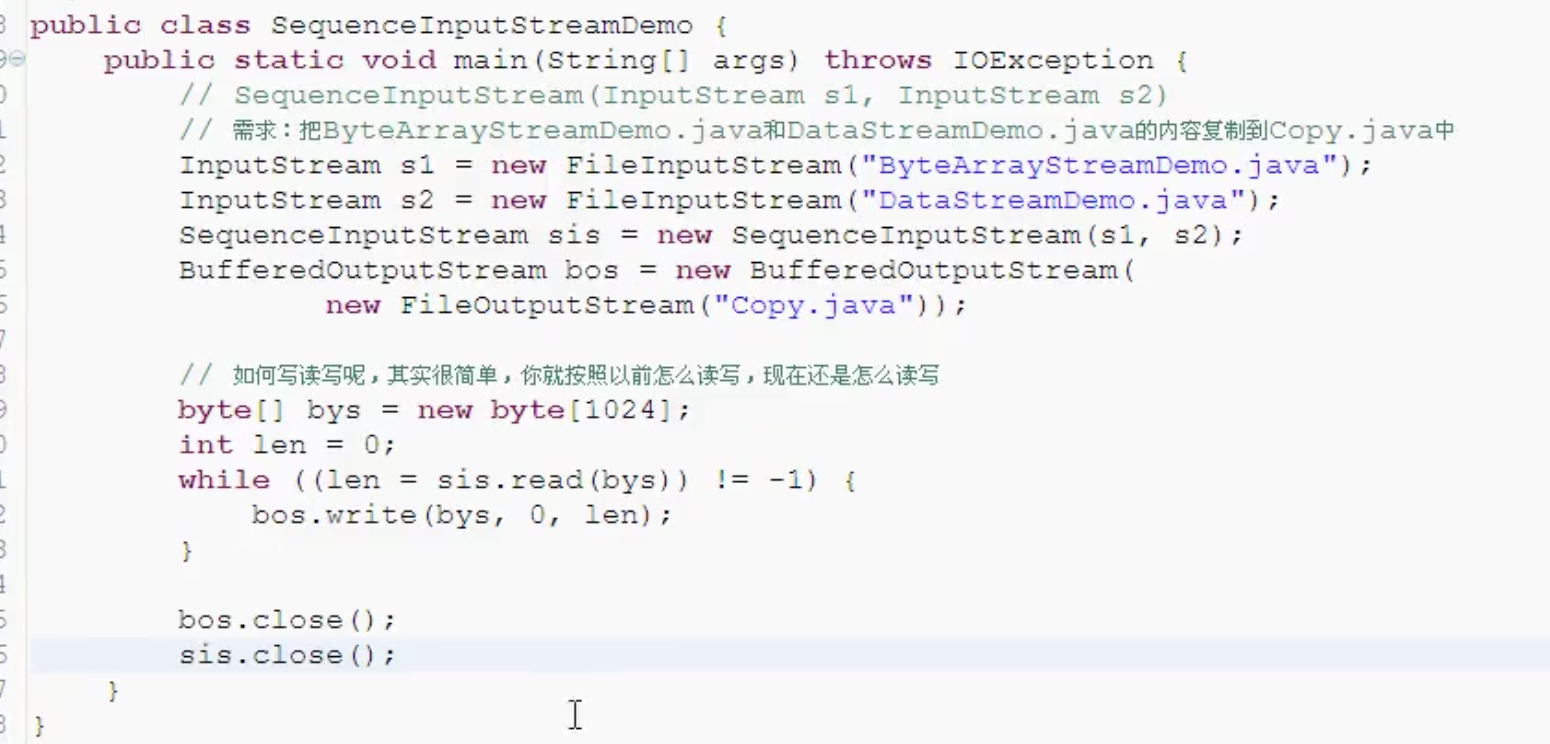 public class SequenceInputStreamDemo {
public static void main(String[] args) throws IOException {
// SequenceInputStream(InputStream s1, InputStream s2)
// 需求:把ByteArrayStreamDemo.java和DataStreamDemo.java的内容复制到Copy.java中
InputStream s1 = new FileInputStream("ByteArrayStreamDemo.java");
InputStream s2 = new FileInputStream("DataStreamDemo.java");
SequenceInputStream sis = new SequenceInputStream(s1, s2);
BufferedOutputStream bos = new BufferedOutputStream(
new FileOutputStream("Copy.java"));
// 如何写读写呢,其实很简单,你就按照以前怎么读写,现在还是怎么读写
byte[] bys = new byte[1024];
int len = 0;
while ((len = sis.read(bys)) != -1) {
bos.write(bys, 0, len);
}
bos.close();
sis.close();
}
}